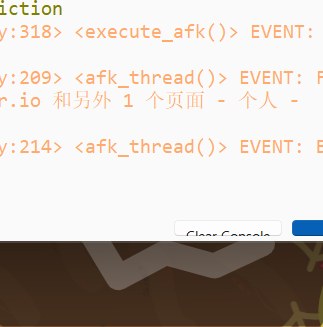 iction
y:318> <execute_afk()> EVENT:
y:209> <afk_thread()> EVENT: F
r.io 和另外 1 个页面 - 个人 -
y:214> <afk_thread()> EVENT: E
Clear Console